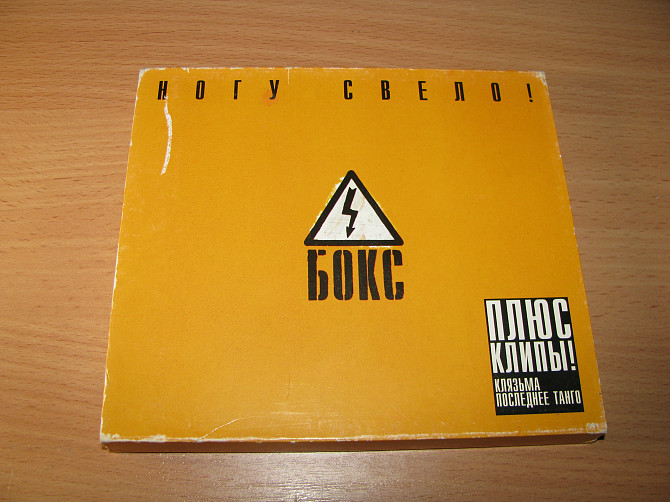 НОГУ СВЕЛО!
БОКС
ПЛЮС
КЛИПЫ!
КЛЯЗЬМА
ПОСЛЕДНЕЕ ТАНГО